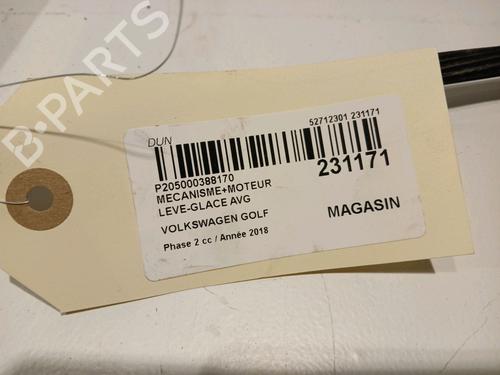 B-PARTS
DUN
52712301 231171
P205000388170
231171
MECANISME+MOTEUR
LEVE-GLACE AVG
VOLKSWAGEN GOLF
MAGASIN
Phase 2 cc / Année 2018